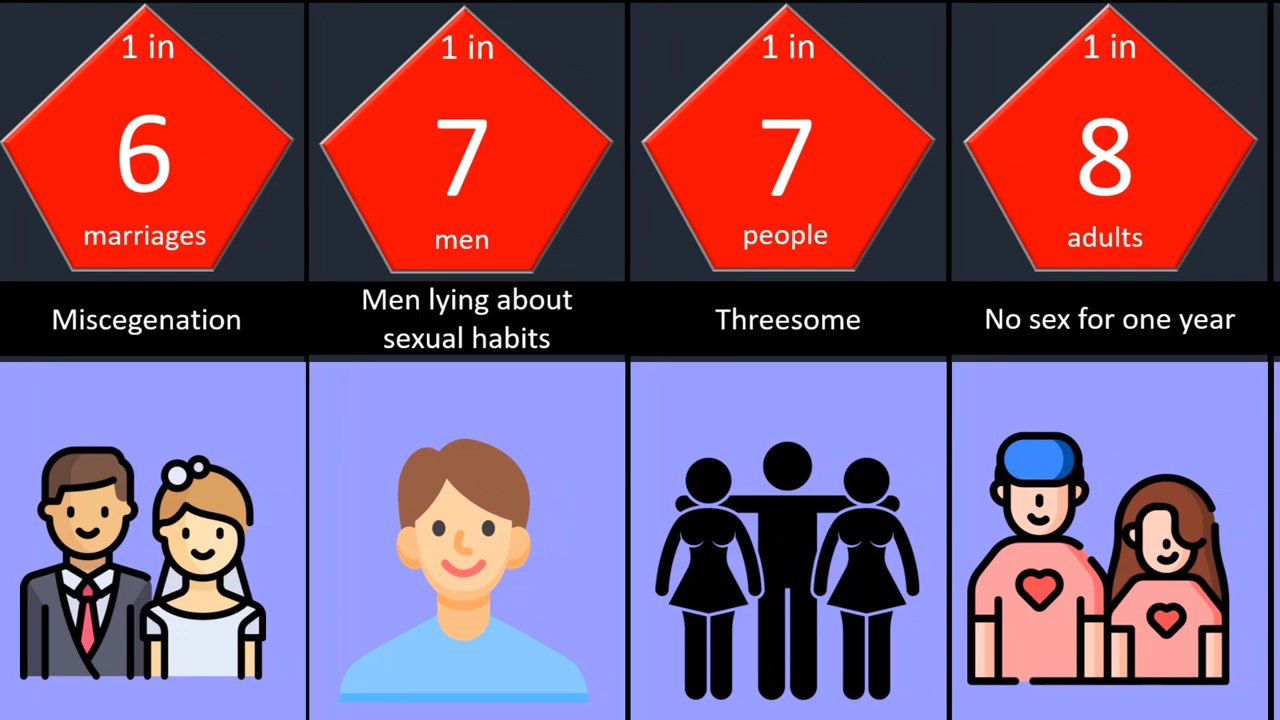 1 in
6
marriages
Miscegenation
1 in
7
men
Men lying about
sexual habits
1 in
7
people
Threesome
1 in
8
adults
No sex for one year